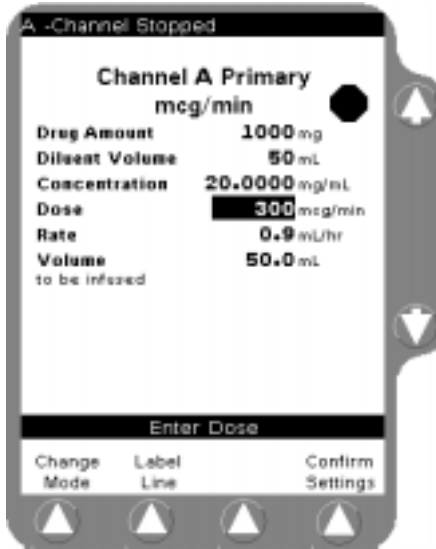 A -Channel Stopped
Channel A Primary
mcg/min
Drug Amount 1000 mg
Diluent Volume 50 mL
Concentration 20.0000 mg/mL
Dose 300 mcg/min
Rate 0.9 mL/hr
Volume 50.0 mL
to be infused
Enter Dose
Change Mode
Label Line
Confirm Settings